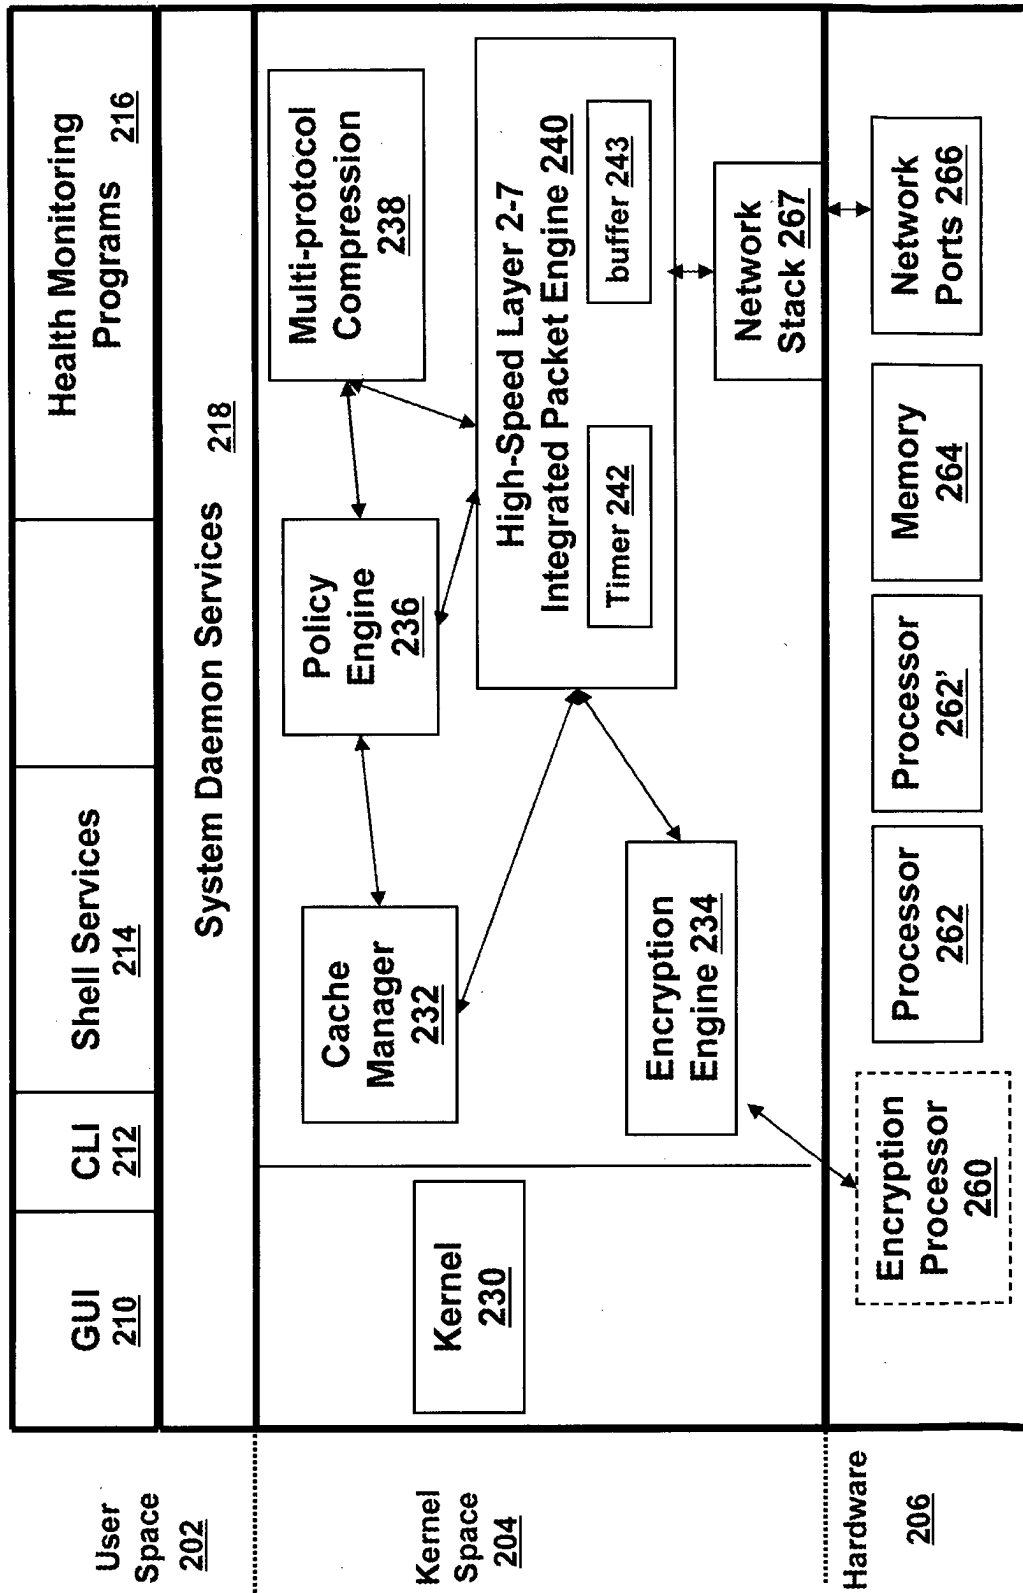 User
Space
202
GUI
210
CLI
212
Shell Services
214
Health Monitoring
Programs 216
System Daemon Services 218
Kernel
Space
204
Kernel
230
Cache
Manager
232
Policy
Engine
236
Multi-protocol
Compression
238
High-Speed Layer 2-7
Integrated Packet Engine 240
Timer 242
buffer 243
Encryption
Engine 234
Network
Stack 267
Hardware
206
Encryption
Processor
260
Processor
262
Processor
262'
Memory
264
Network
Ports 266